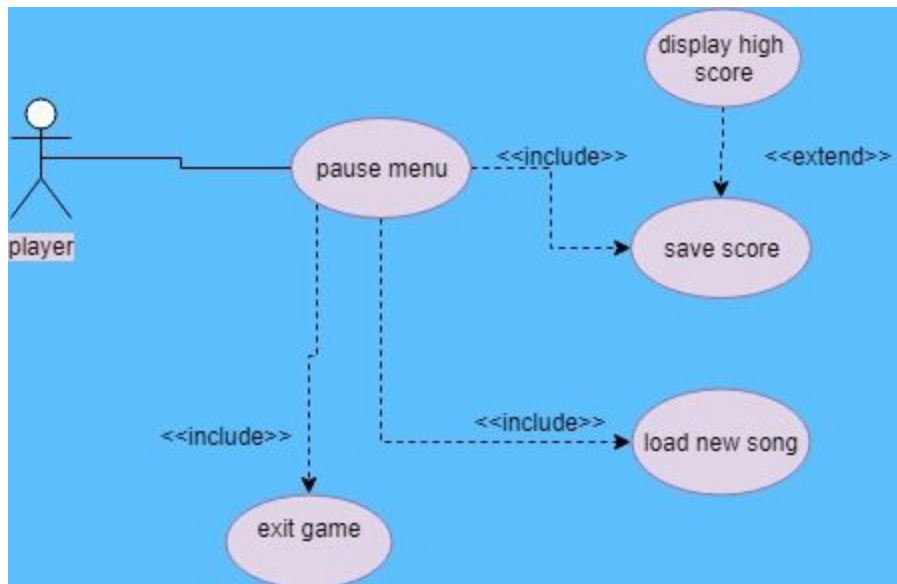 display high
score
pause menu
<<include>>
<<extend>>
player
save score
<<include>>
<<include>>
load new song
exit game